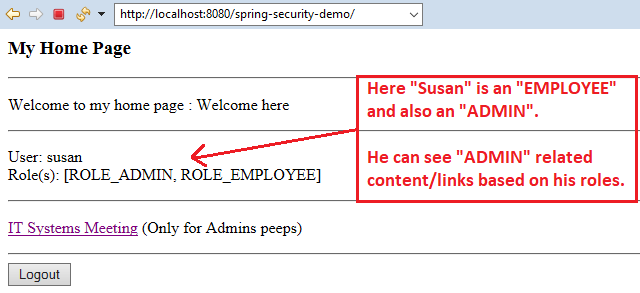 http://localhost:8080/spring-security-demo/
My Home Page
Welcome to my home page : Welcome here
Here "Susan" is an "EMPLOYEE"
and also an "ADMIN".
He can see "ADMIN" related
content/links based on his roles.
User: susan
Role(s): [ROLE_ADMIN, ROLE_EMPLOYEE]
IT Systems Meeting (Only for Admins peeps)
Logout